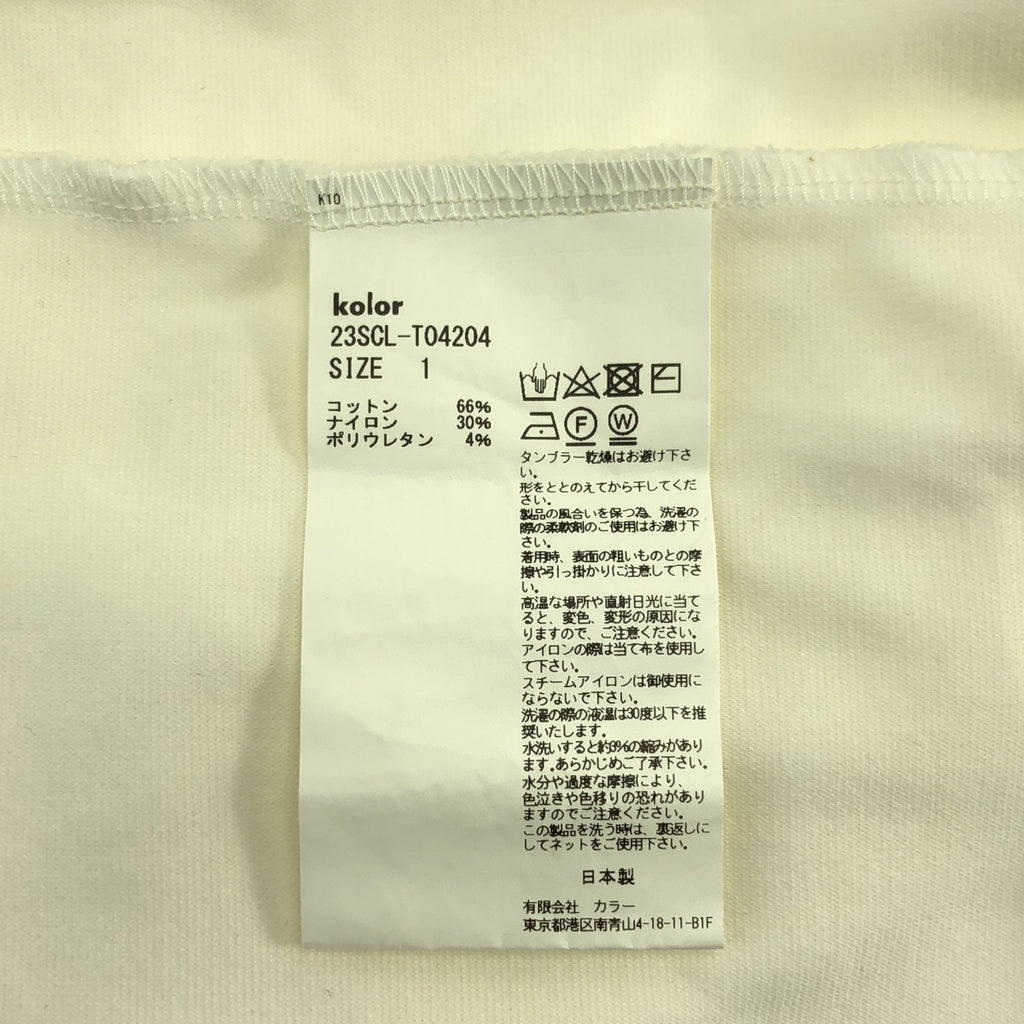 K10
kolor
23SCL-T04204
SIZE 1
コットン 66%
ナイロン 30%
ポリウレタン 4%
F W
タンブラー乾燥はお避け下さ
い。
形をととのえてから干してくだ
さい。
製品の風合いを保つ為、洗濯の
際の柔軟剤のご使用はお避け下
さい。
着用時、表面の粗いものとの摩
擦や引っ掛かりに注意して下さ
い。
高温な場所や直射日光に当て
ると、変色、変形の原因にな
りますので、ご注意ください。
アイロンの際は当て布を使用し
て下さい。
スチームアイロンは御使用に
ならないで下さい。
洗濯の際の液温は30度以下を推
奨いたします。
水洗いすると約3%の縮みがあり
ます。あらかじめご了承下さい。
水分や過度な摩擦により、
色泣きや色移りの恐れがあり
ますのでご注意ください。
この製品を洗う時は、裏返しに
してネットをご使用下さい。
日本製
有限会社 カラー
東京都港区南青山4-18-11-B1F